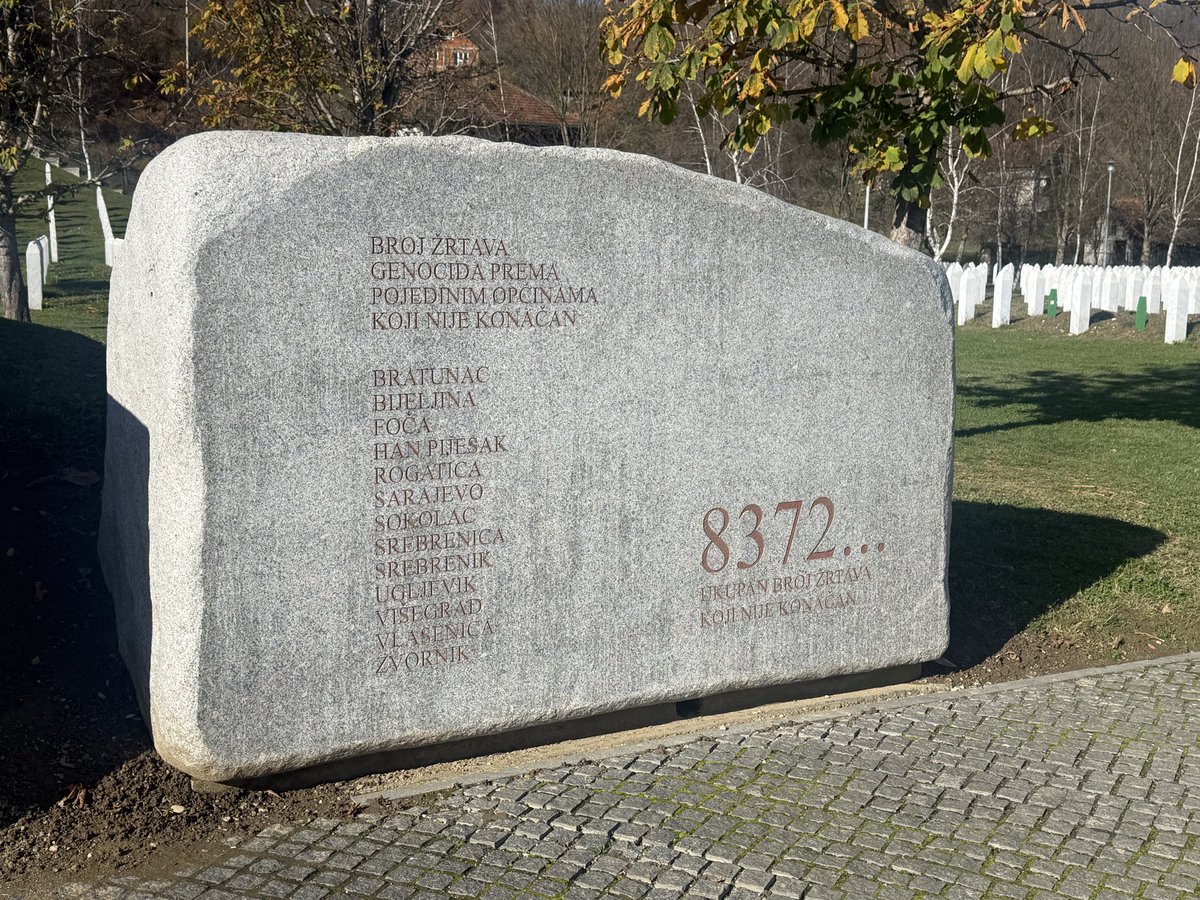 BROJ ŽRTAVA
GENOCIDA PREMA
POJEDINIM OPĆINAMA
KOJI NIJE KONAČAN
BRATUNAC
BIJELJINA
FOČA
HAN PIJESAK
ROGATICA
SARAJEVO
SOKOLAC
SREBRENICA
SREBRENIK
UGLJEVIK
VIŠEGRAD
VLASENICA
ZVORNIK
8372...
UKUPAN BROJ ŽRTAVA
KOJI NIJE KONAČAN